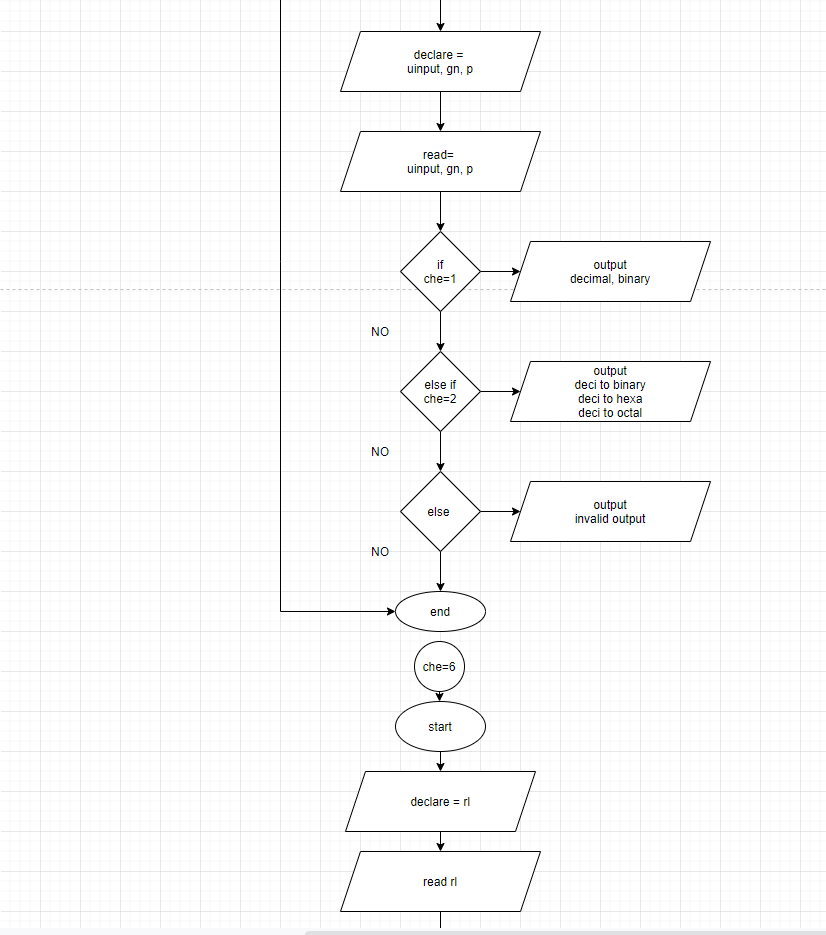 declare =
uinput, gn, p
read=
uinput, gn, p
if
che=1
output
decimal, binary
NO
else if
che=2
output
deci to binary
deci to hexa
deci to octal
NO
else
output
invalid output
NO
end
che=6
start
declare = rl
read rl